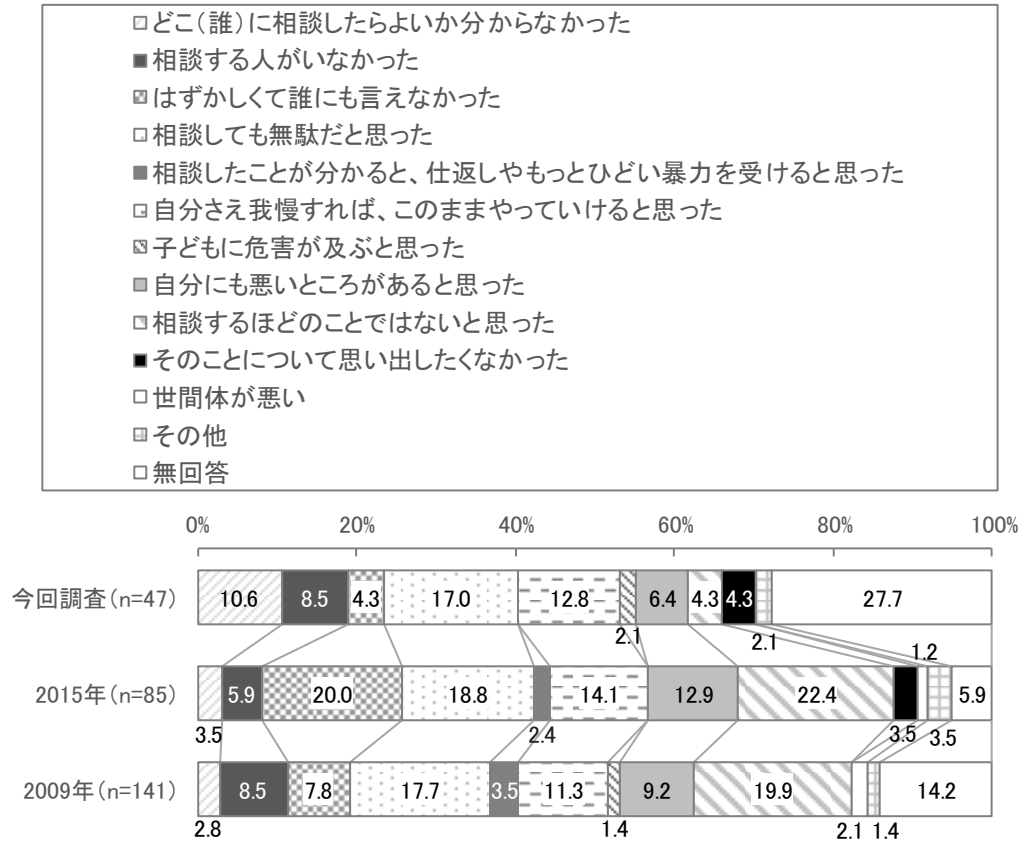 どこ(誰)に相談したらよいか分からなかった
相談する人がいなかった
はずかしくて誰にも言えなかった
相談しても無駄だと思った
相談したことが分かると、仕返しやもっとひどい暴力を受けると思った
自分さえ我慢すれば、このままやっていけると思った
子どもに危害が及ぶと思った
自分にも悪いところがあると思った
相談するほどのことではないと思った
そのことについて思い出したくなかった
世間体が悪い
その他
無回答
0% 20% 40% 60% 80% 100%
今回調査(n=47) 10.6 8.5 4.3 17.0 12.8 6.4 4.3 4.3 27.7
2.1 2.1 1.2
2015年(n=85) 5.9 20.0 18.8 14.1 12.9 22.4 5.9
3.5 2.4 3.5 3.5
2009年(n=141) 8.5 7.8 17.7 3.5 11.3 9.2 19.9 14.2
2.8 1.4 2.1 1.4